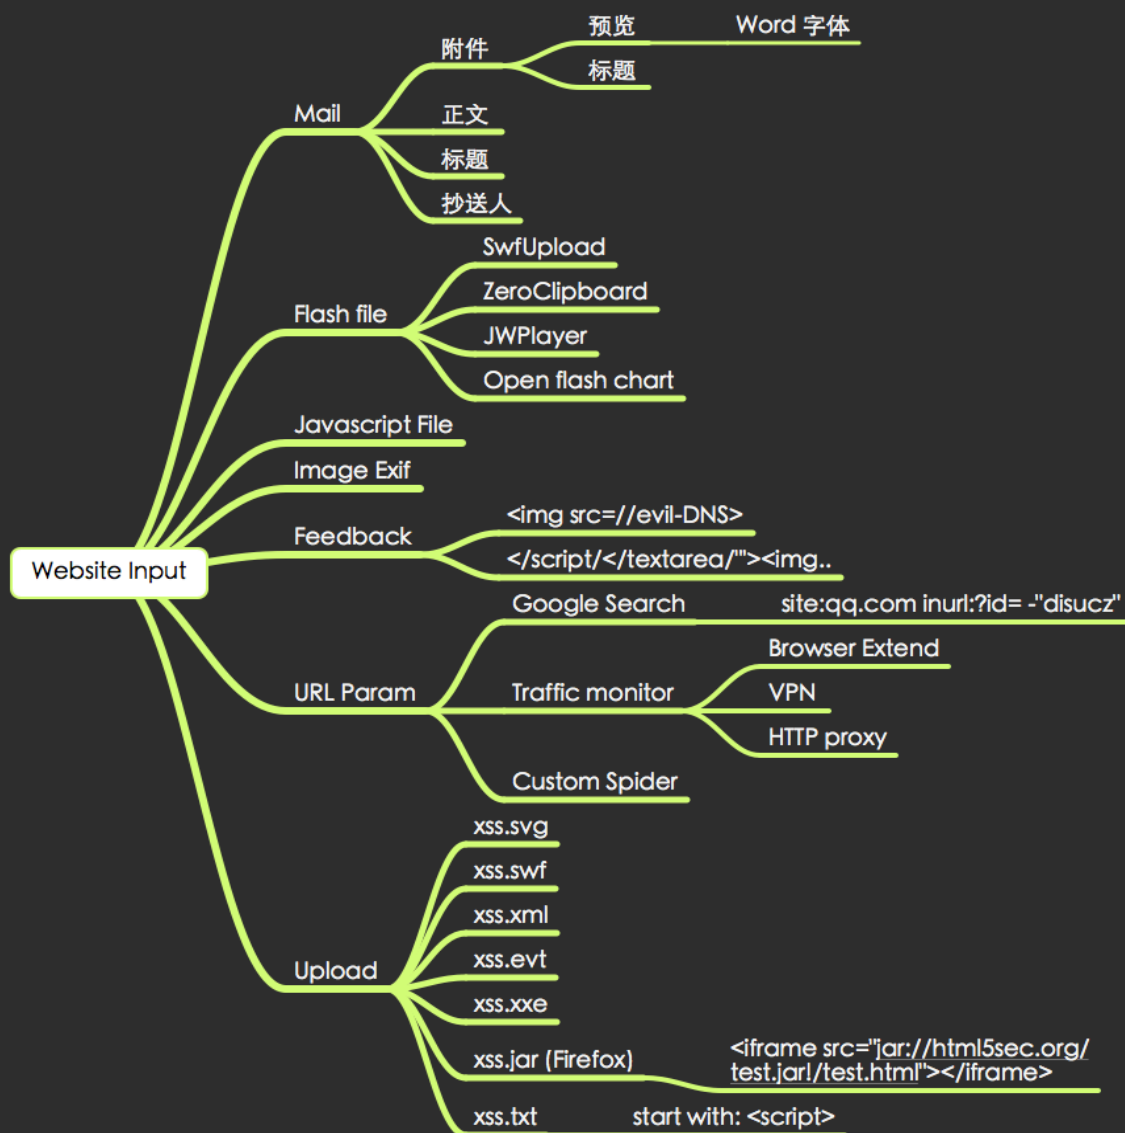 预览
Word 字体
附件
标题
Mail
正文
标题
抄送人
SwfUpload
ZeroClipboard
Flash file
JWPlayer
Open flash chart
Javascript File
Image Exif
<img src=//evil-DNS>
Feedback
</script/</textarea/'"><img..
Website Input
Google Search
site:qq.com inurl:?id= -"disucz"
Browser Extend
URL Param
Traffic monitor
VPN
HTTP proxy
Custom Spider
xss.svg
xss.swf
xss.xml
xss.evt
Upload
xss.xxe
xss.jar (Firefox)
<iframe src="jar://html5sec.org/
test.jar!/test.html"></iframe>
xss.txt
start with: <script>